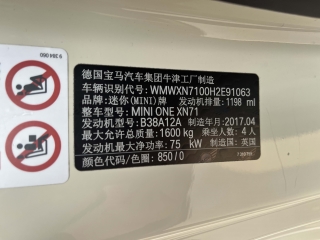 德国宝马汽车集团牛津工厂制造
车辆识别代号: WMWXN7100H2E91063
品牌: 迷你(MINI)牌 发动机排量: 1198 ml
整车型号: MINI ONE XN71
发动机型号: B38A12A 制造年月: 2017.04
最大允许总质量: 1600 kg 乘坐人数: 4 人
发动机最大净功率: 75 kW 制造国: 英国
颜色代码/色圈: 850/0